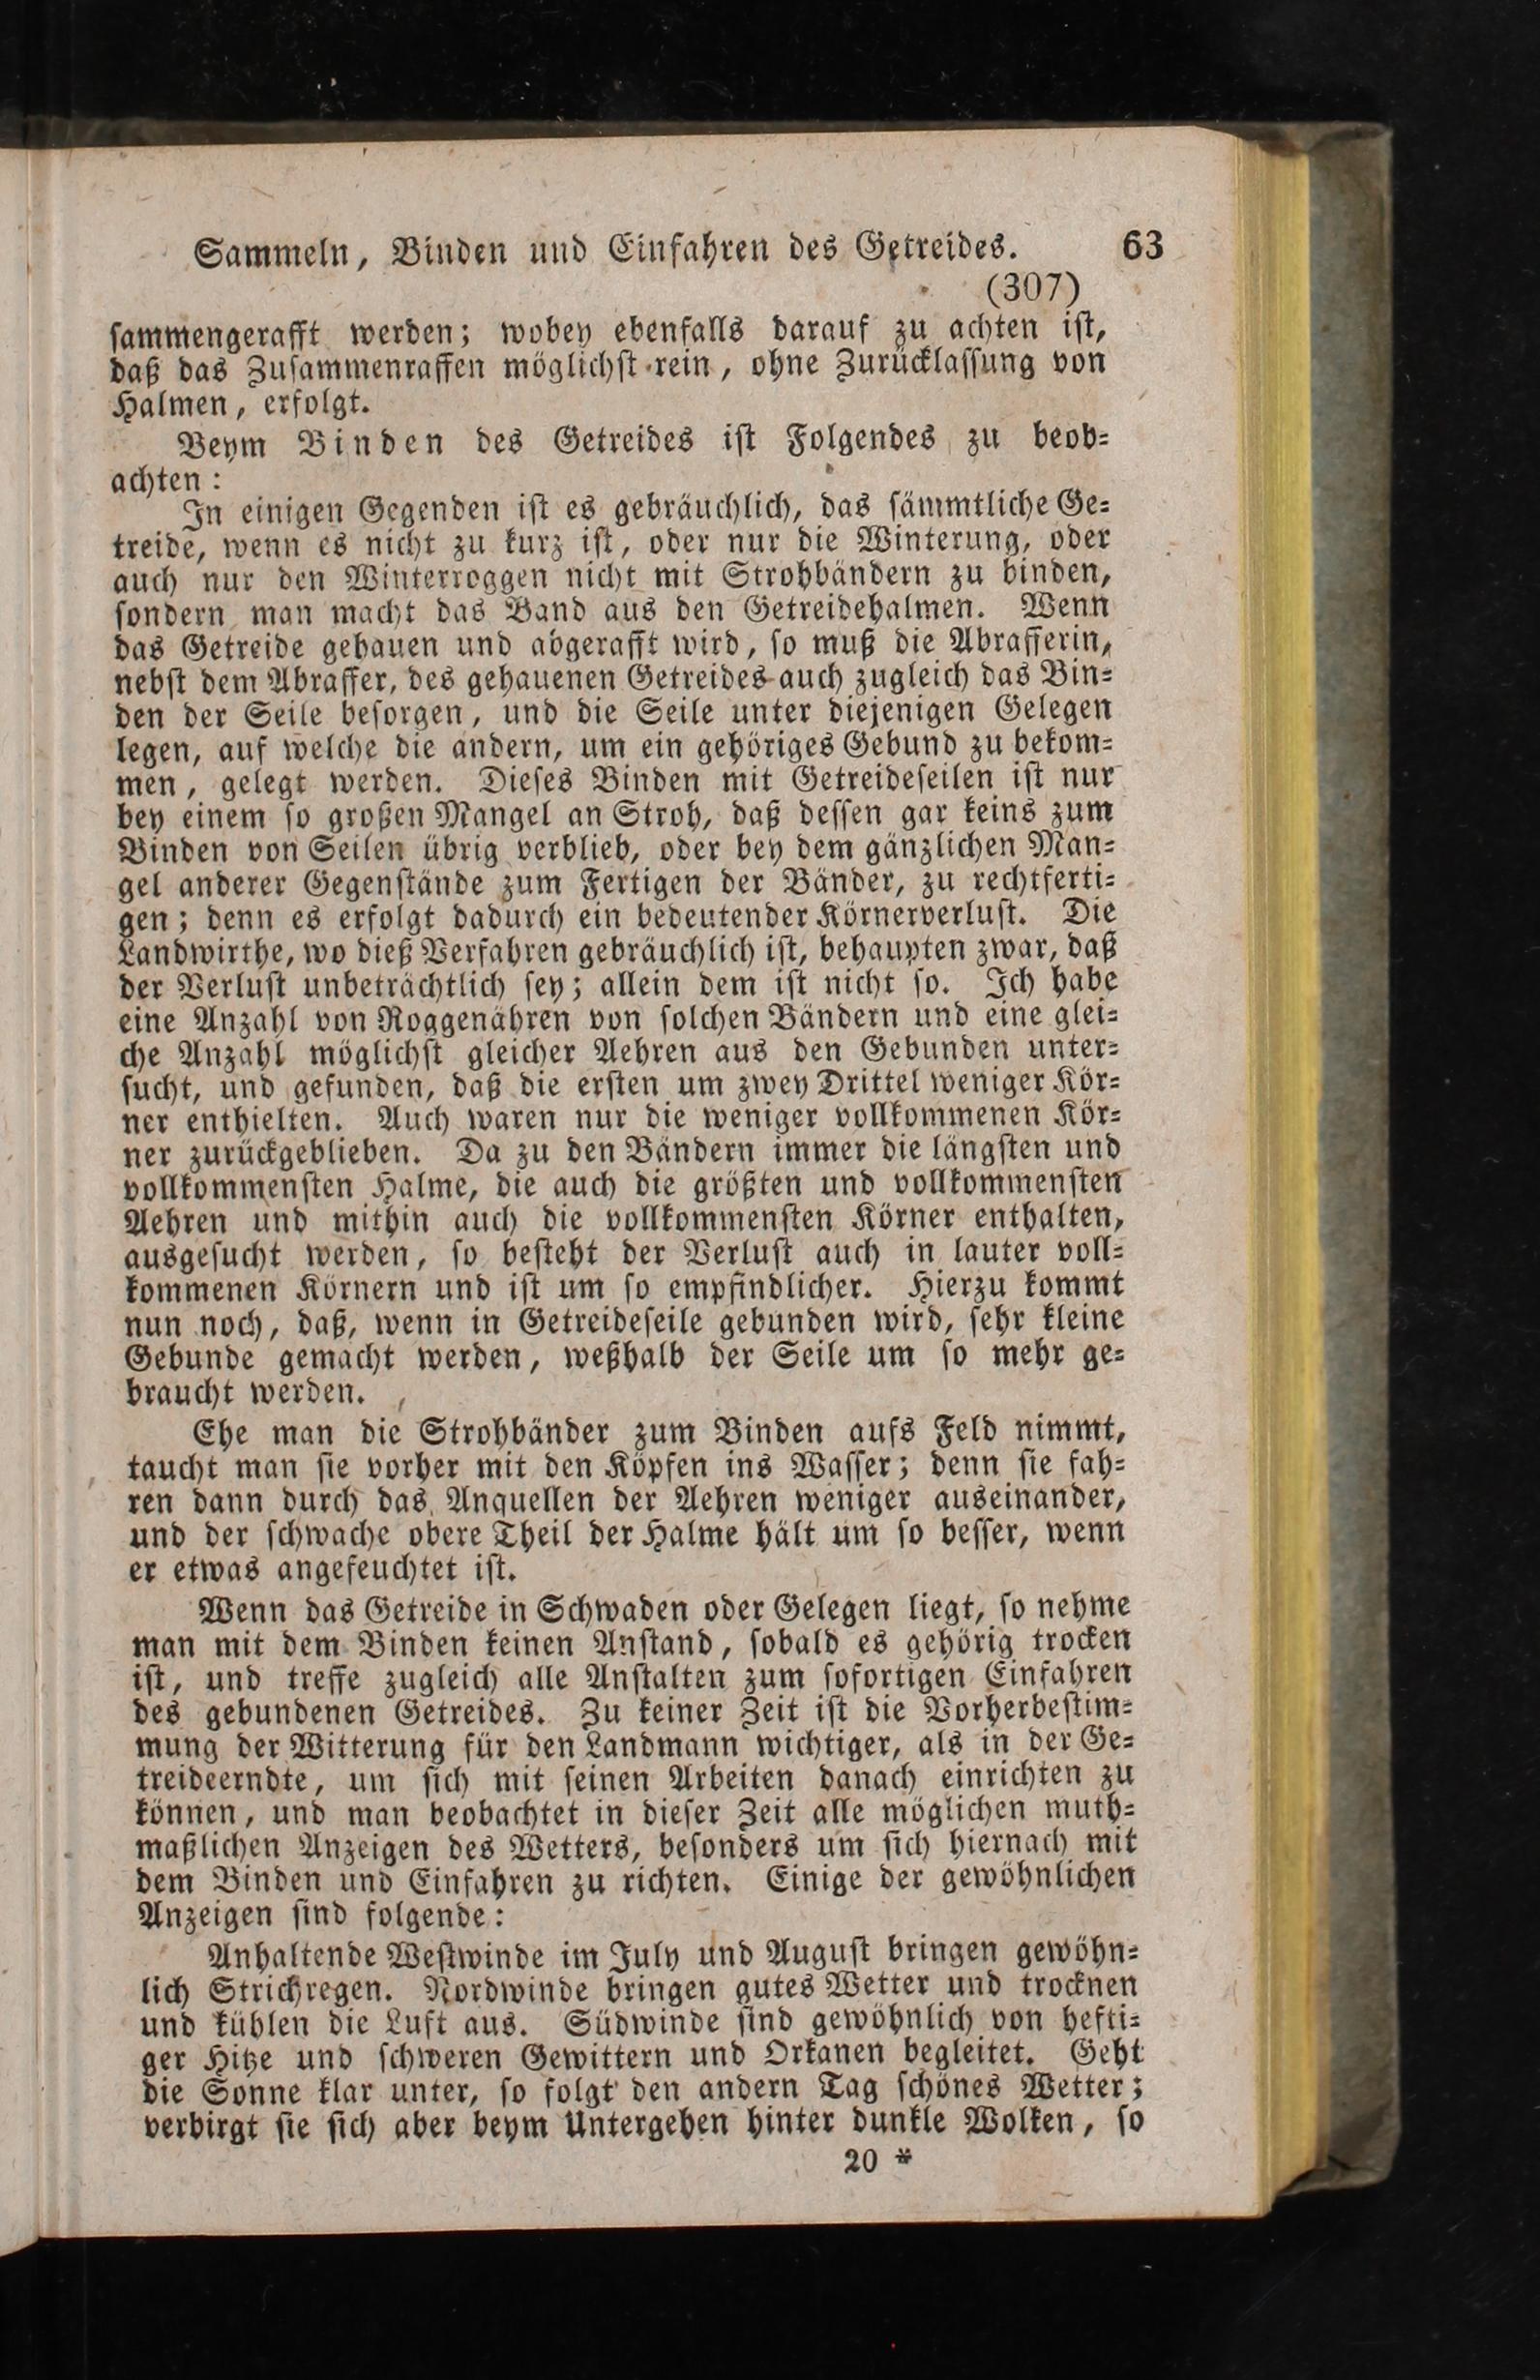 Sammeln, Binden und Einfahren des Getreides. 63
(307)
ſammengerafft werden; wobey ebenfalls darauf zu achten iſt,
daß das Zuſammenraffen möglichſt rein, ohne Zurücklaſſung von
Halmen, erfolgt.
Beym Binden des Getreides iſt Folgendes zu beob⸗
achten:
In einigen Gegenden iſt es gebräuchlich, das ſämmtliche Ge⸗
treide, wenn es nicht zu kurz iſt, oder nur die Winterung, oder
auch nur den Winterroggen nicht mit Strohbändern zu binden,
ſondern man macht das Band aus den Getreidehalmen. Wenn
das Getreide gehauen und abgerafft wird, ſo muß die Abrafferin,
nebſt dem Abraffer, des gehauenen Getreides auch zugleich das Bin⸗
den der Seile beſorgen, und die Seile unter diejenigen Gelegen
legen, auf welche die andern, um ein gehöriges Gebund zu bekom⸗
men, gelegt werden. Dieſes Binden mit Getreideſeilen iſt nur
bey einem ſo großen Mangel an Stroh, daß deſſen gar keins zum
Binden von Seilen übrig verblieb, oder bey dem gänzlichen Man⸗
gel anderer Gegenſtände zum Fertigen der Bänder, zu rechtferti⸗
gen; denn es erfolgt dadurch ein bedeutender Körnerverluſt. Die
Landwirthe, wo dieß Verfahren gebräuchlich iſt, behaupten zwar, daß
der Verluſt unbeträchtlich ſey; allein dem iſt nicht ſo. Ich habe
eine Anzahl von Roggenähren von ſolchen Bändern und eine glei⸗
che Anzahl möglichſt gleicher Aehren aus den Gebunden unter⸗
ſucht, und gefunden, daß die erſten um zwey Drittel weniger Kör⸗
ner enthielten. Auch waren nur die weniger vollkommenen Kör⸗
ner zurückgeblieben. Da zu den Bändern immer die längſten und
vollkommenſten Halme, die auch die größten und vollkommenſten
Aehren und mithin auch die vollkommenſten Körner enthalten,
ausgeſucht werden, ſo beſteht der Verluſt auch in lauter voll⸗
kommenen Körnern und iſt um ſo empfindlicher. Hierzu kommt
nun noch, daß, wenn in Getreideſeile gebunden wird, ſehr kleine
Gebunde gemacht werden, weßhalb der Seile um ſo mehr ge⸗
braucht werden.
Ehe man die Strohbänder zum Binden aufs Feld nimmt,
taucht man ſie vorher mit den Köpfen ins Waſſer; denn ſie fah⸗
ren dann durch das Anquellen der Aehren weniger auseinander,
und der ſchwache obere Theil der Halme hält um ſo beſſer, wenn
er etwas angefeuchtet iſt.
Wenn das Getreide in Schwaden oder Gelegen liegt, ſo nehme
man mit dem Binden keinen Anſtand, ſobald es gehörig trocken
iſt, und treffe zugleich alle Anſtalten zum ſofortigen Einfahren
des gebundenen Getreides. Zu keiner Zeit iſt die Vorherbeſtim⸗
mung der Witterung für den Landmann wichtiger, als in der Ge⸗
treideerndte, um ſich mit ſeinen Arbeiten danach einrichten zu
können, und man beobachtet in dieſer Zeit alle möglichen muth⸗
maßlichen Anzeigen des Wetters, beſonders um ſich hiernach mit
dem Binden und Einfahren zu richten. Einige der gewöhnlichen
Anzeigen ſind folgende:
Anhaltende Weſtwinde im July und Auguſt bringen gewöhn⸗
lich Strichregen. Nordwinde bringen gutes Wetter und trocknen
und kühlen die Luft aus. Südwinde ſind gewöhnlich von hefti⸗
ger Hitze und ſchweren Gewittern und Orkanen begleitet. Geht
die Sonne klar unter, ſo folgt den andern Tag ſchönes Wetter;
verbirgt ſie ſich aber beym Untergehen hinter dunkle Wolken, ſo
20 *